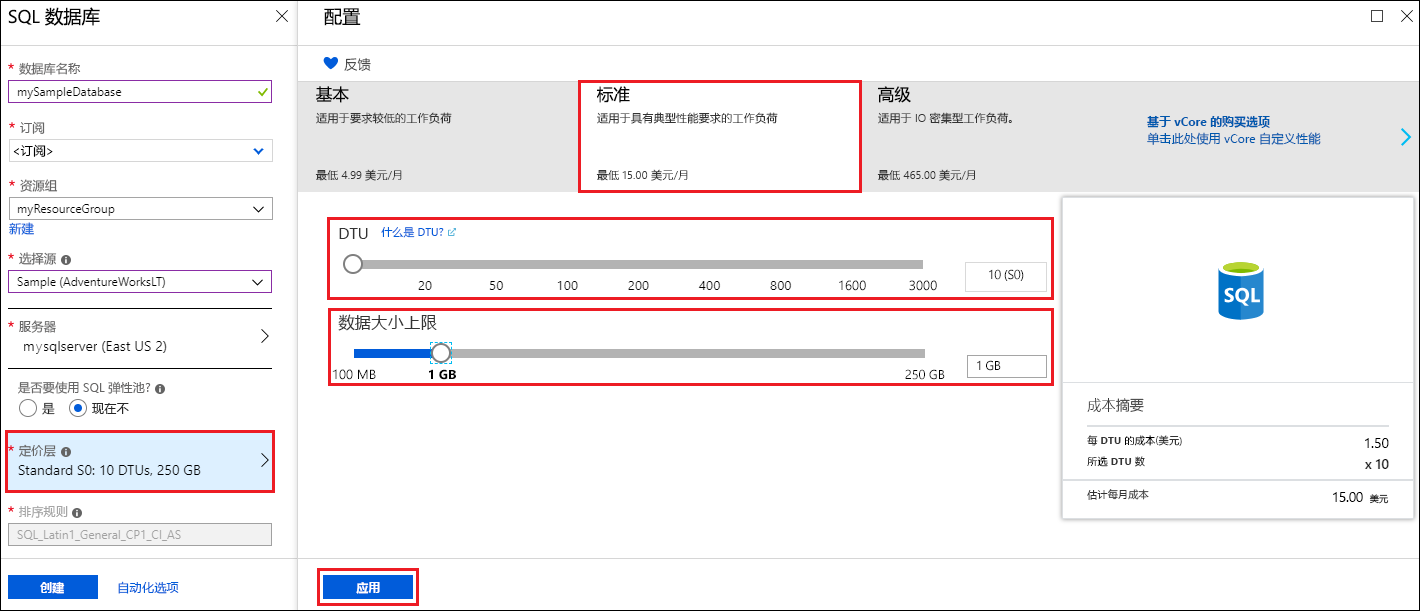 SQL 数据库
* 数据库名称
mySampleDatabase
* 订阅
<订阅>
* 资源组
myResourceGroup
新建
* 选择源
Sample (AdventureWorksLT)
* 服务器
mysqlserver (East US 2)
是否要使用 SQL 弹性池?
是 现在不
* 定价层
Standard S0: 10 DTUs, 250 GB
* 排序规则
SQL_Latin1_General_CP1_CI_AS
创建 自动化选项
配置
反馈
基本
适用于要求较低的工作负荷
最低 4.99 美元/月
标准
适用于具有典型性能要求的工作负荷
最低 15.00 美元/月
高级
适用于 IO 密集型工作负荷。
最低 465.00 美元/月
基于 vCore 的购买选项
单击此处使用 vCore 自定义性能
DTU 什么是 DTU?
20 50 100 200 400 800 1600 3000
10 (S0)
数据大小上限
100 MB 1 GB 250 GB
1 GB
SQL
成本摘要
每 DTU 的成本(美元) 1.50
所选 DTU 数 x 10
估计每月成本 15.00 美元
应用